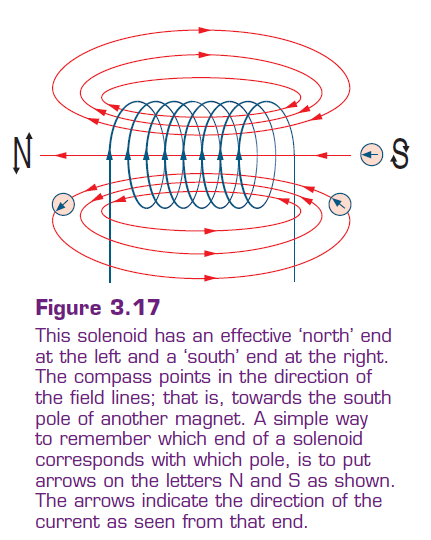 N
S
Figure 3.17
This solenoid has an effective ‘north’ end
at the left and a ‘south’ end at the right.
The compass points in the direction of
the field lines; that is, towards the south
pole of another magnet. A simple way
to remember which end of a solenoid
corresponds with which pole, is to put
arrows on the letters N and S as shown.
The arrows indicate the direction of the
current as seen from that end.